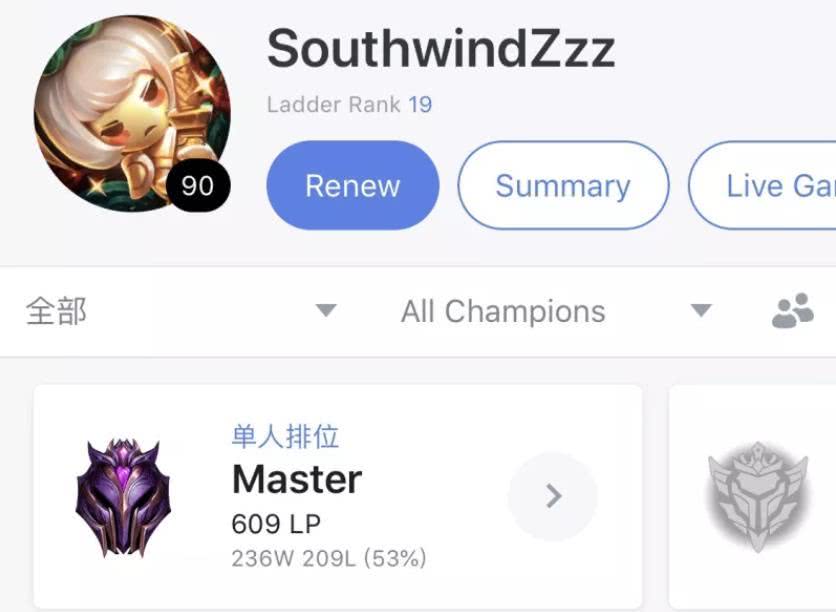 SouthwindZzz
Ladder Rank 19
90
Renew
Summary
Live Ga
全部
All Champions
单人排位
Master
609 LP
236W 209L (53%)